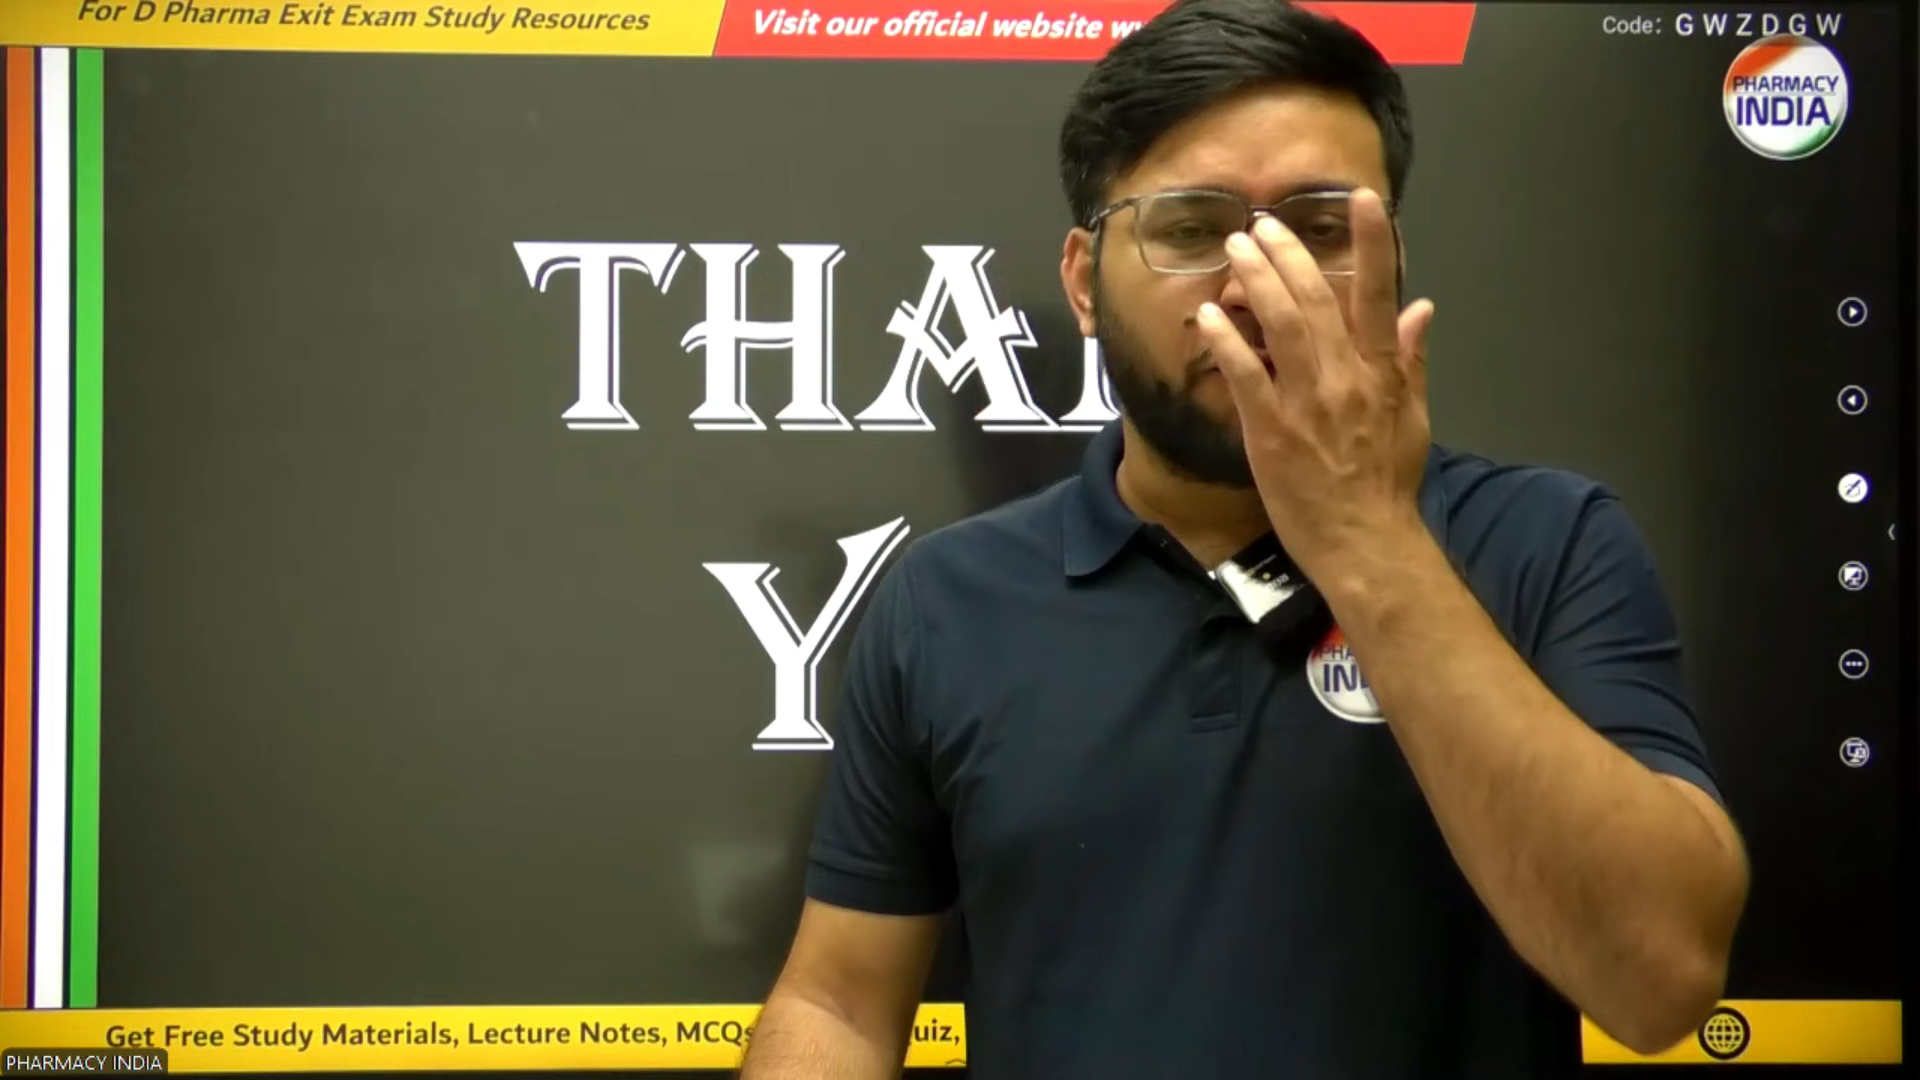 For D Pharma Exit Exam Study Resources
Visit our official website
Code: GWZDGW
PHARMACY
INDIA
THA
Y
Get Free Study Materials, Lecture Notes, MCQs
uiz,
PHARMACY INDIA